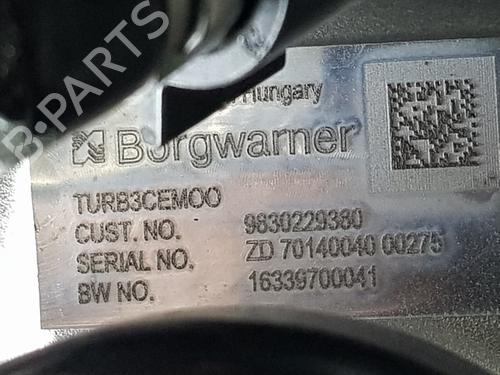 B-PARTS
Hungary
Borgwarner
TURB3CEMOO
CUST. NO. 9830229380
SERIAL NO. ZD 70140040 00275
BW NO. 16339700041